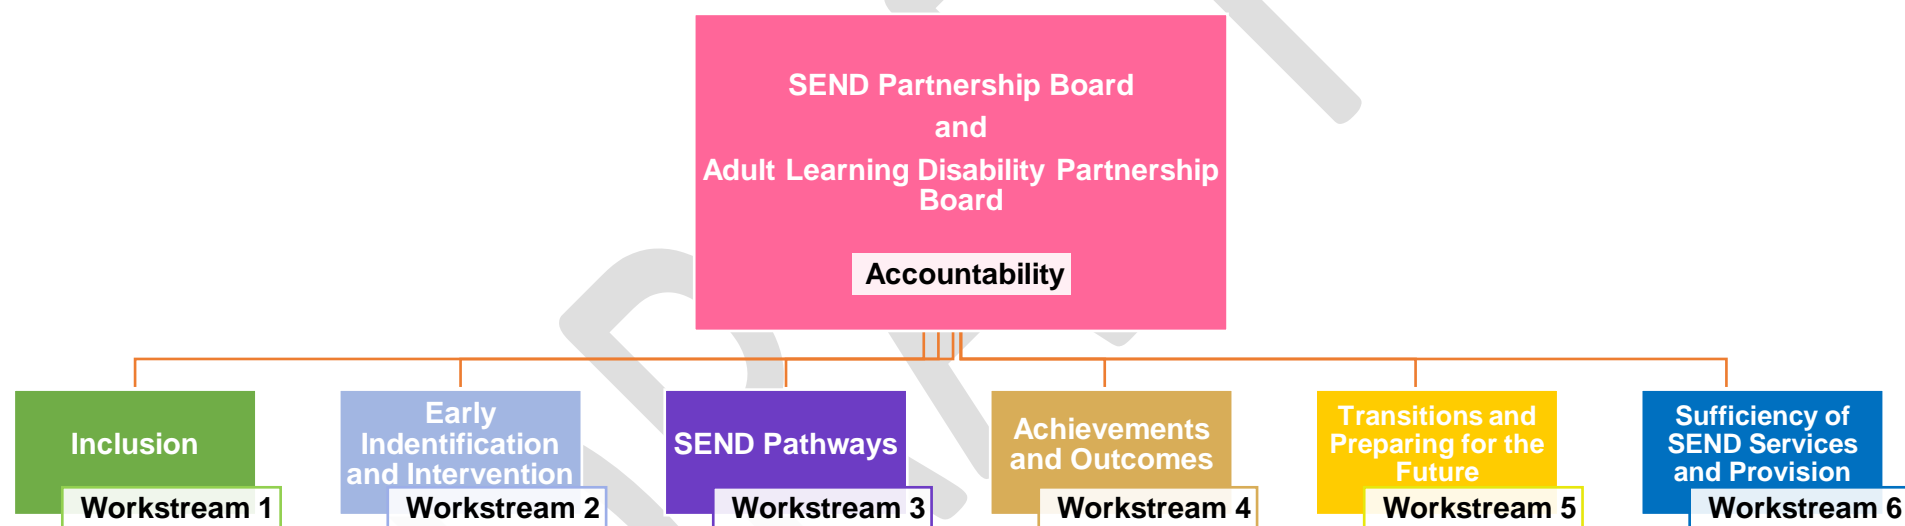 SEND Partnership Board
and
Adult Learning Disability Partnership
Board
Accountability
Inclusion
Workstream 1
Early
Indentification
and Intervention
Workstream 2
SEND Pathways
Workstream 3
Achievements
and Outcomes
Workstream 4
Transitions and
Preparing for the
Future
Workstream 5
Sufficiency of
SEND Services
and Provision
Workstream 6